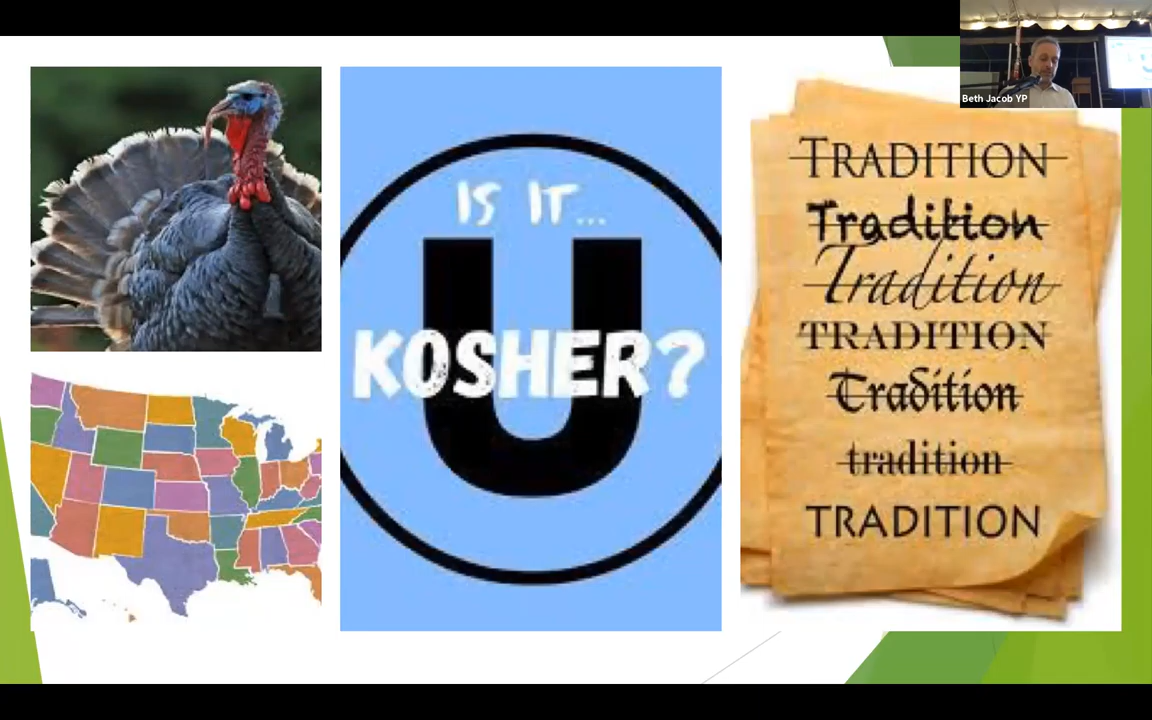 IS IT...
U
KOSHER?
TRADITION
Tradition
Tradition
TRADITION
Tradition
tradition
TRADITION
Beth Jacob YP